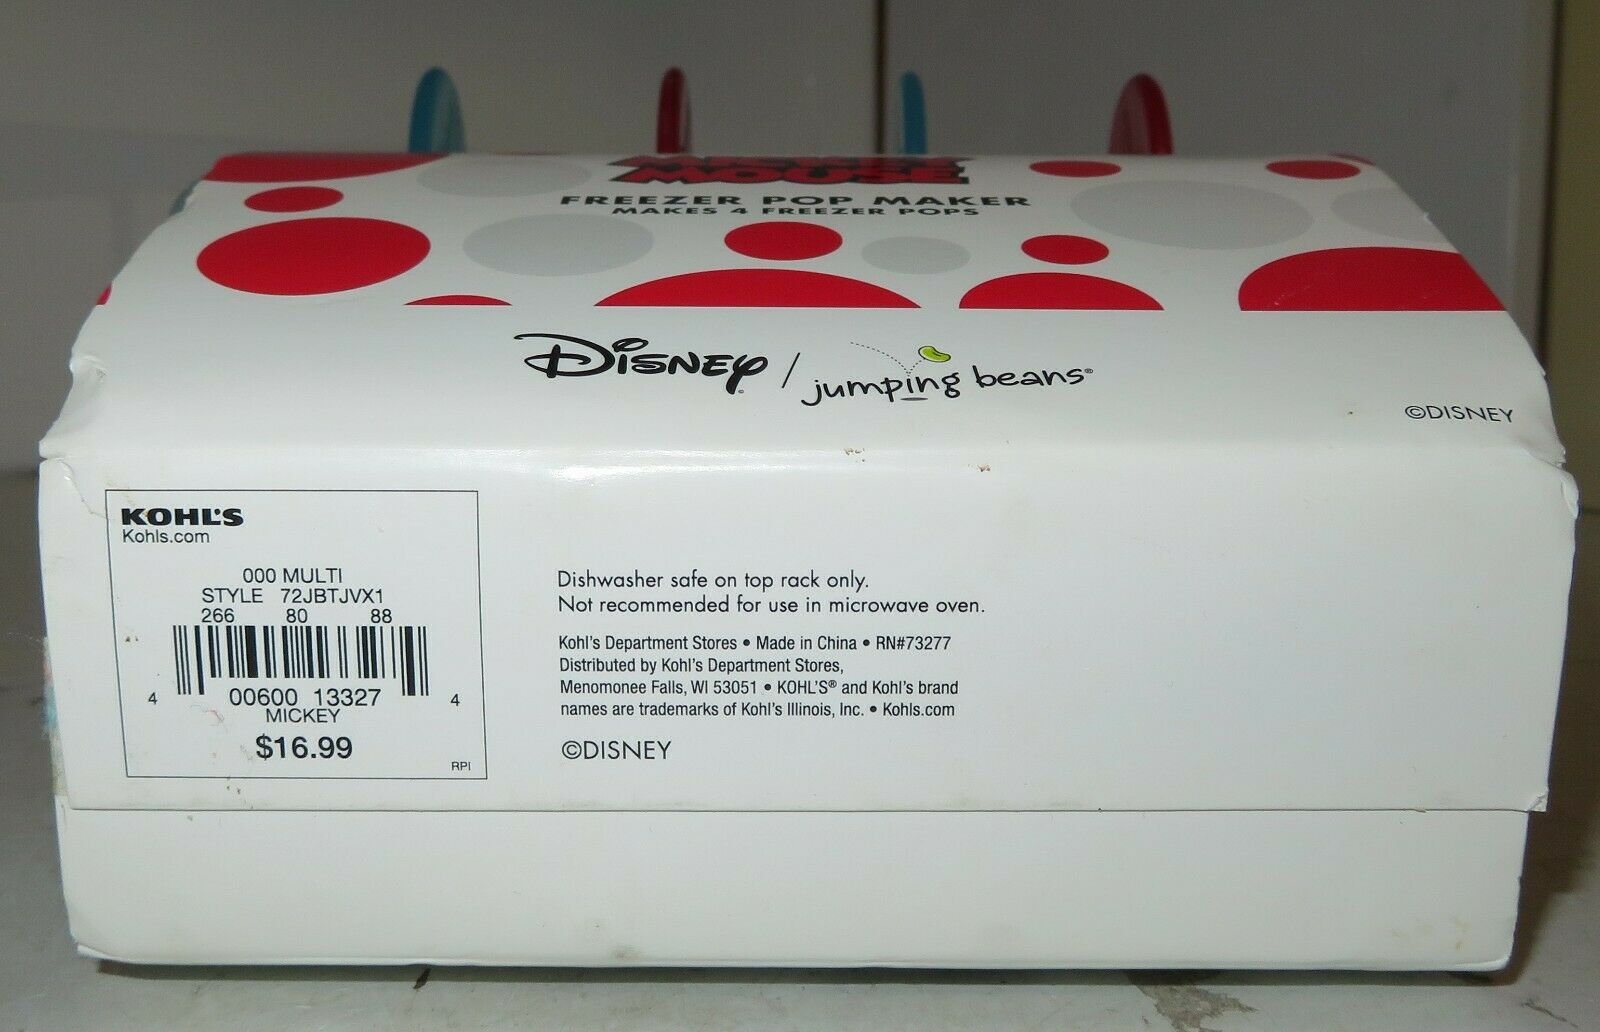 MICKEY
MOUSE
FREEZER POP MAKER
MAKES 4 FREEZER POPS
Disney / jumping beans®
©DISNEY
KOHL'S
Kohls.com
000 MULTI
STYLE 72JBTJVX1
266 80 88
4 00600 13327 4
MICKEY
$16.99
RPI
Dishwasher safe on top rack only.
Not recommended for use in microwave oven.
Kohl's Department Stores • Made in China • RN#73277
Distributed by Kohl's Department Stores,
Menomonee Falls, WI 53051 • KOHL'S® and Kohl's brand
names are trademarks of Kohl's Illinois, Inc. • Kohls.com
©DISNEY